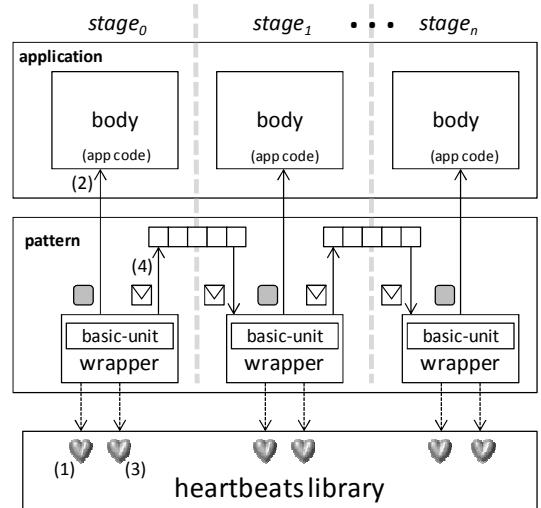 stage0 stage1 • • • stagen
application
body body body
(app code) (app code) (app code)
(2)
pattern
(4)
basic-unit basic-unit basic-unit
wrapper wrapper wrapper
(1) (3)
heartbeats library